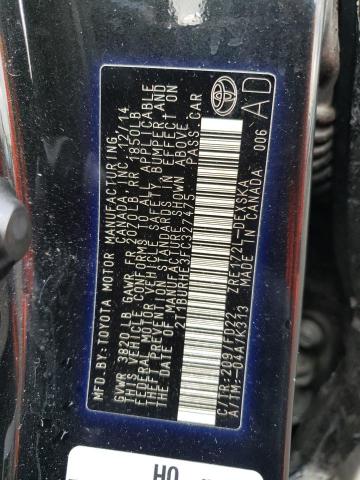 MFD. BY: TOYOTA MOTOR MANUFACTURING
CANADA INC. 12/14
GVWR 3820LB GAWR FR 2070LB RR 1850LB
THIS VEHICLE CONFORMS TO ALL APPLICABLE
FEDERAL MOTOR VEHICLE SAFETY, BUMPER, AND
THEFT PREVENTION STANDARDS IN EFFECT ON
THE DATE OF MANUFACTURE SHOWN ABOVE.
PASS. CAR
C/TR: 209/FD22 ZRE172L-DEXSKA
A/TM: -04A/K313 MADE IN CANADA
006
AD
HO